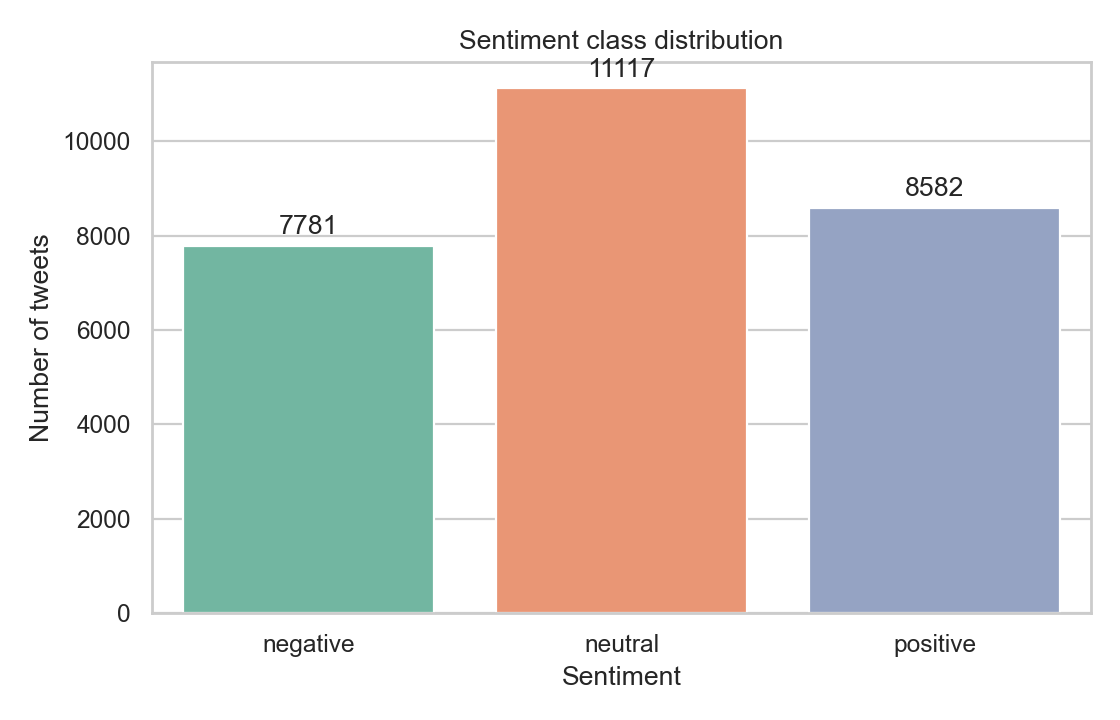 Sentiment class distribution
11117
10000
8582
7781
8000
6000
4000
2000
0
Number of tweets
negative neutral positive
Sentiment